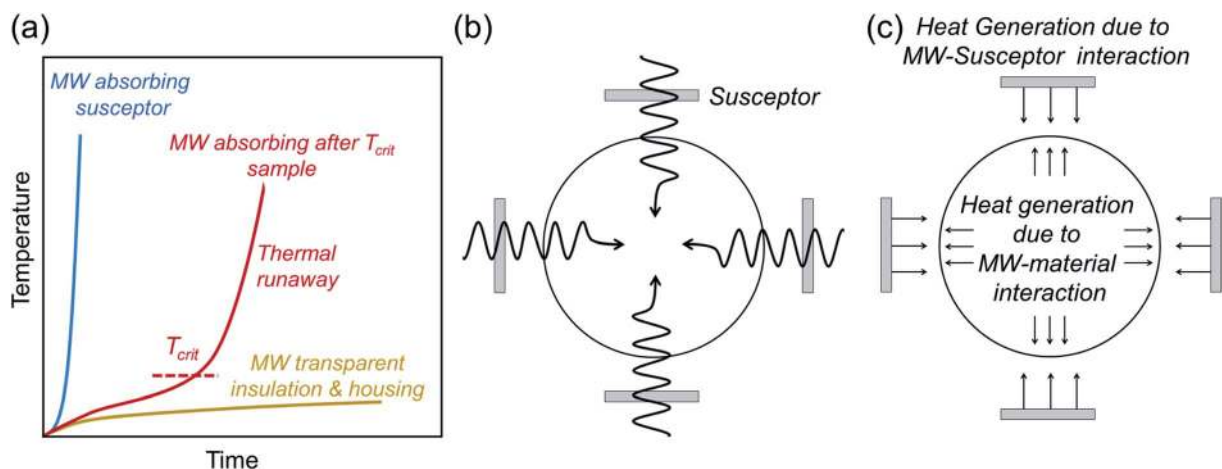 (a)
MW absorbing
susceptor
MW absorbing after Tcrit
sample
Thermal
runaway
Tcrit
MW transparent
insulation & housing
Temperature
Time
(b)
Susceptor
(c)
Heat Generation due to
MW-Susceptor interaction
Heat generation
due to
MW-material
interaction